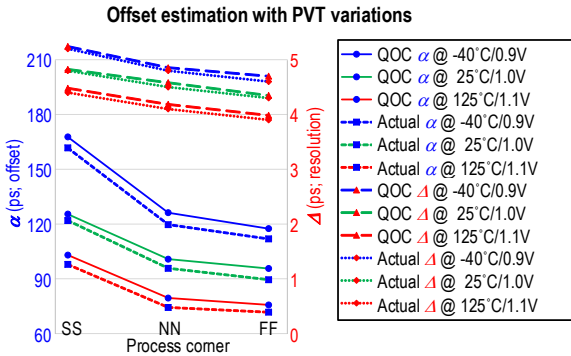 Offset estimation with PVT variations
210
180
150
120
90
60
α (ps; offset)
5
4
3
2
1
0
Δ (ps; resolution)
SS
NN
FF
Process corner
QOC α @ -40˚C/0.9V
QOC α @ 25˚C/1.0V
QOC α @ 125˚C/1.1V
Actual α @ -40˚C/0.9V
Actual α @ 25˚C/1.0V
Actual α @ 125˚C/1.1V
QOC Δ @ -40˚C/0.9V
QOC Δ @ 25˚C/1.0V
QOC Δ @ 125˚C/1.1V
Actual Δ @ -40˚C/0.9V
Actual Δ @ 25˚C/1.0V
Actual Δ @ 125˚C/1.1V